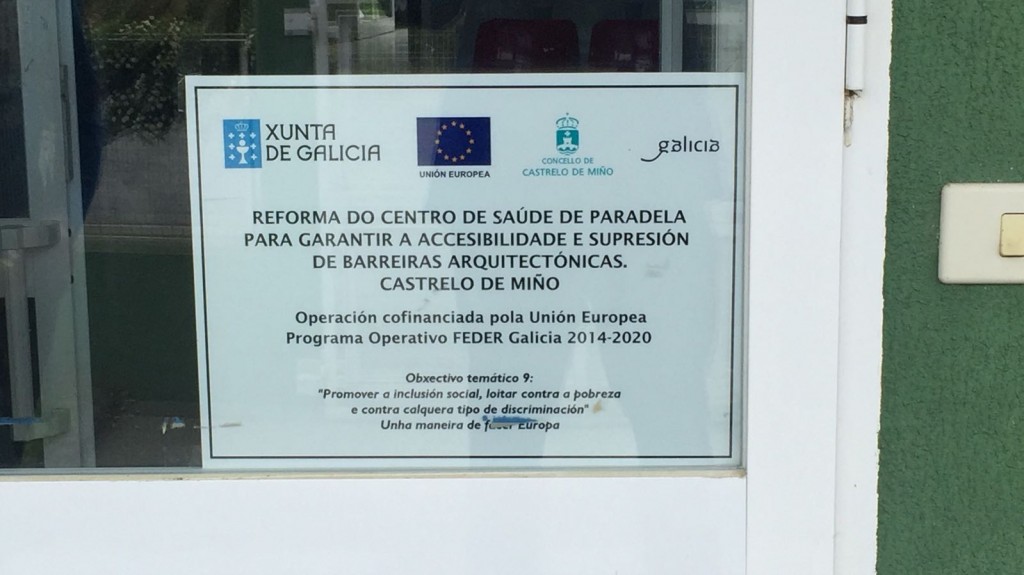 XUNTA
DE GALICIA
UNIÓN EUROPEA
CONCELLO DE
CASTRELO DE MIÑO
galicia
REFORMA DO CENTRO DE SAÚDE DE PARADELA
PARA GARANTIR A ACCESIBILIDADE E SUPRESIÓN
DE BARREIRAS ARQUITECTÓNICAS.
CASTRELO DE MIÑO
Operación cofinanciada pola Unión Europea
Programa Operativo FEDER Galicia 2014-2020
Obxectivo temático 9:
"Promover a inclusión social, loitar contra a pobreza
e contra calquera tipo de discriminación"
Unha maneira de facer Europa